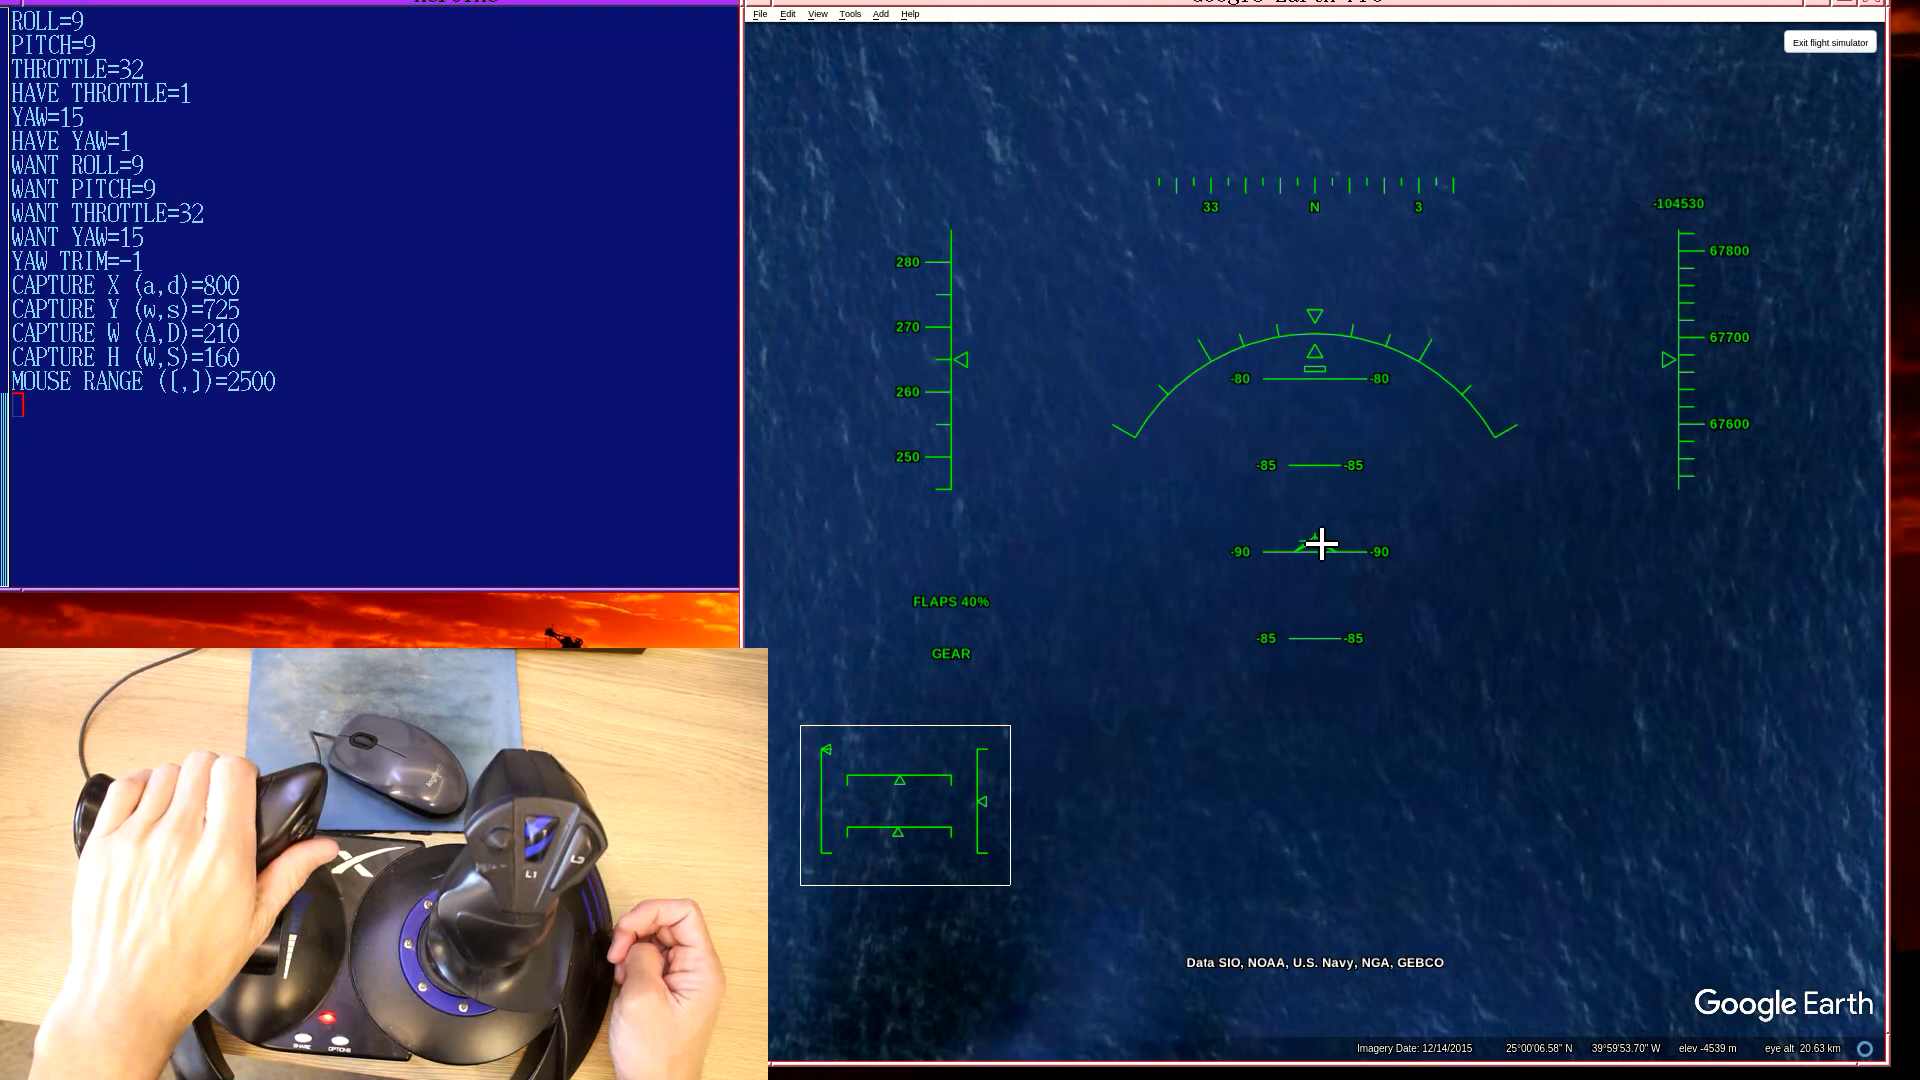 ROLL=9
PITCH=9
THROTTLE=32
HAVE THROTTLE=1
YAW=15
HAVE YAW=1
WANT ROLL=9
WANT PITCH=9
WANT THROTTLE=32
WANT YAW=15
YAW TRIM=-1
CAPTURE X (a,d)=800
CAPTURE Y (w,s)=725
CAPTURE W (A,D)=210
CAPTURE H (W,S)=160
MOUSE RANGE ([,])=2500
File Edit View Tools Add Help
Exit flight simulator
33 N 3
-104530
280
270
260
250
67800
67700
67600
-80 -80
-85 -85
-90 -90
-85 -85
FLAPS 40%
GEAR
Data SIO, NOAA, U.S. Navy, NGA, GEBCO
Google Earth
Imagery Date: 12/14/2015 25°00'06.58" N 39°59'53.70" W elev -4539 m eye alt 20.63 km
logitech
L3
L1
SHARE
OPTIONS